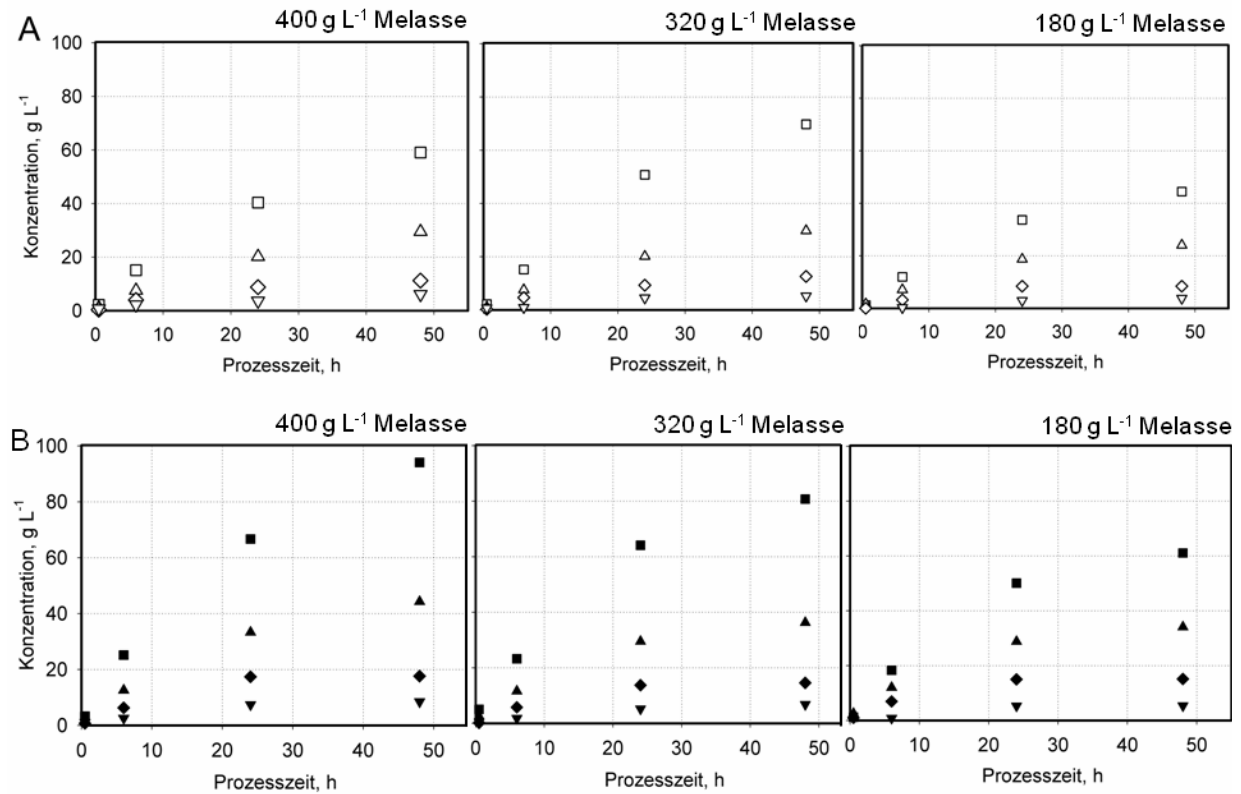 A
400 g L⁻¹ Melasse
320 g L⁻¹ Melasse
180 g L⁻¹ Melasse
Konzentration, g L⁻¹
100
80
60
40
20
0
0 10 20 30 40 50
0 10 20 30 40 50
0 10 20 30 40 50
Prozesszeit, h
Prozesszeit, h
Prozesszeit, h
B
400 g L⁻¹ Melasse
320 g L⁻¹ Melasse
180 g L⁻¹ Melasse
Konzentration, g L⁻¹
100
80
60
40
20
0
0 10 20 30 40 50
0 10 20 30 40 50
0 10 20 30 40 50
Prozesszeit, h
Prozesszeit, h
Prozesszeit, h